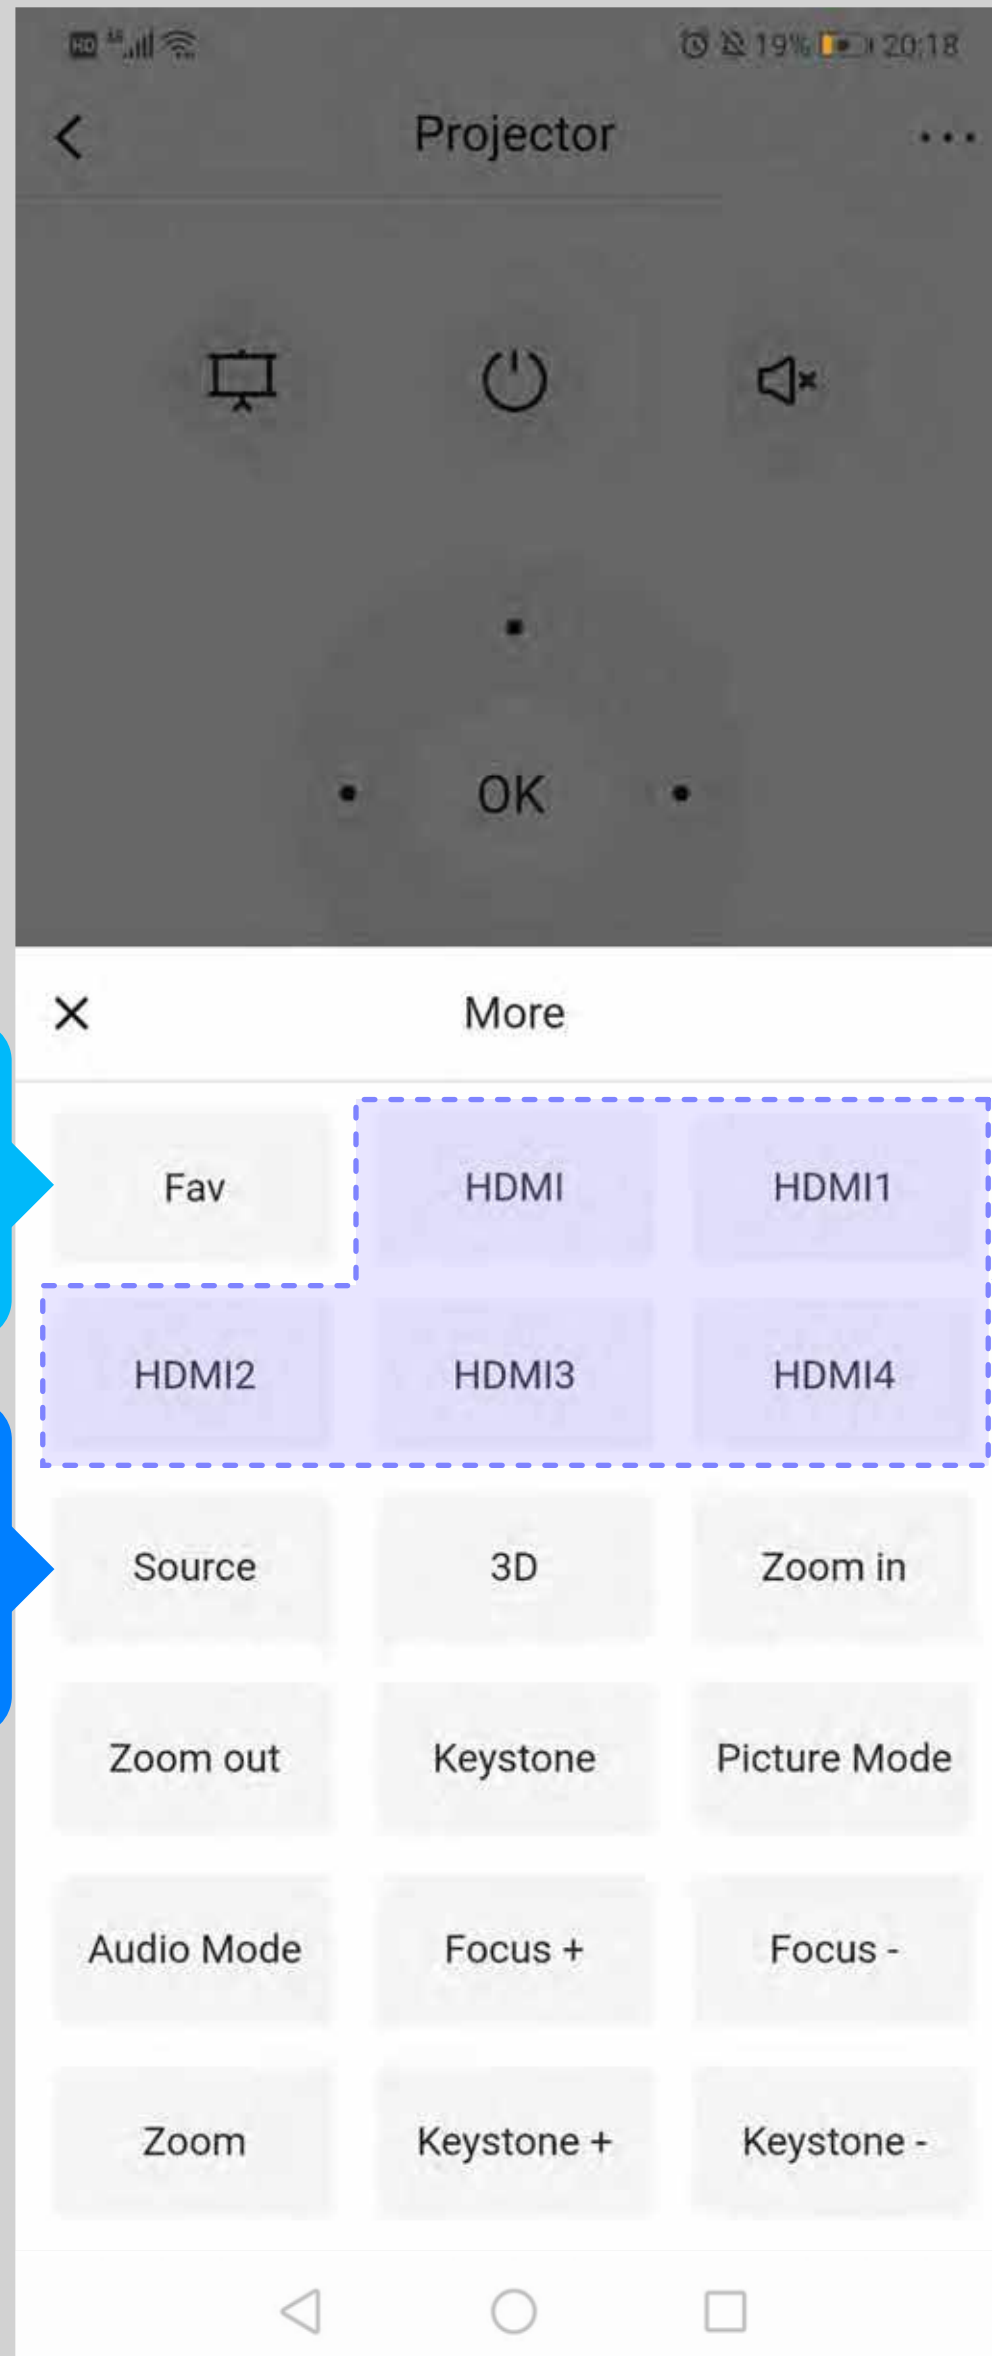 HD 19% 20:18
Projector
OK
More
Fav HDMI HDMI1
HDMI2 HDMI3 HDMI4
Source 3D Zoom in
Zoom out Keystone Picture Mode
Audio Mode Focus + Focus -
Zoom Keystone + Keystone -